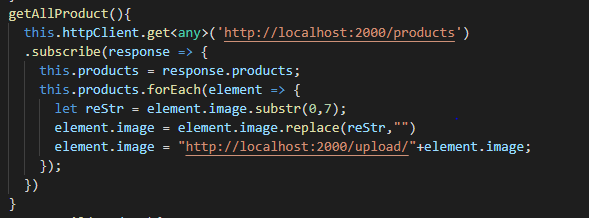 getAllProduct(){
this.httpClient.get<any>('http://localhost:2000/products')
.subscribe(response => {
this.products = response.products;
this.products.forEach(element => {
let reStr = element.image.substr(0,7);
element.image = element.image.replace(reStr,"")
element.image = "http://localhost:2000/upload/"+element.image;
});
})
}